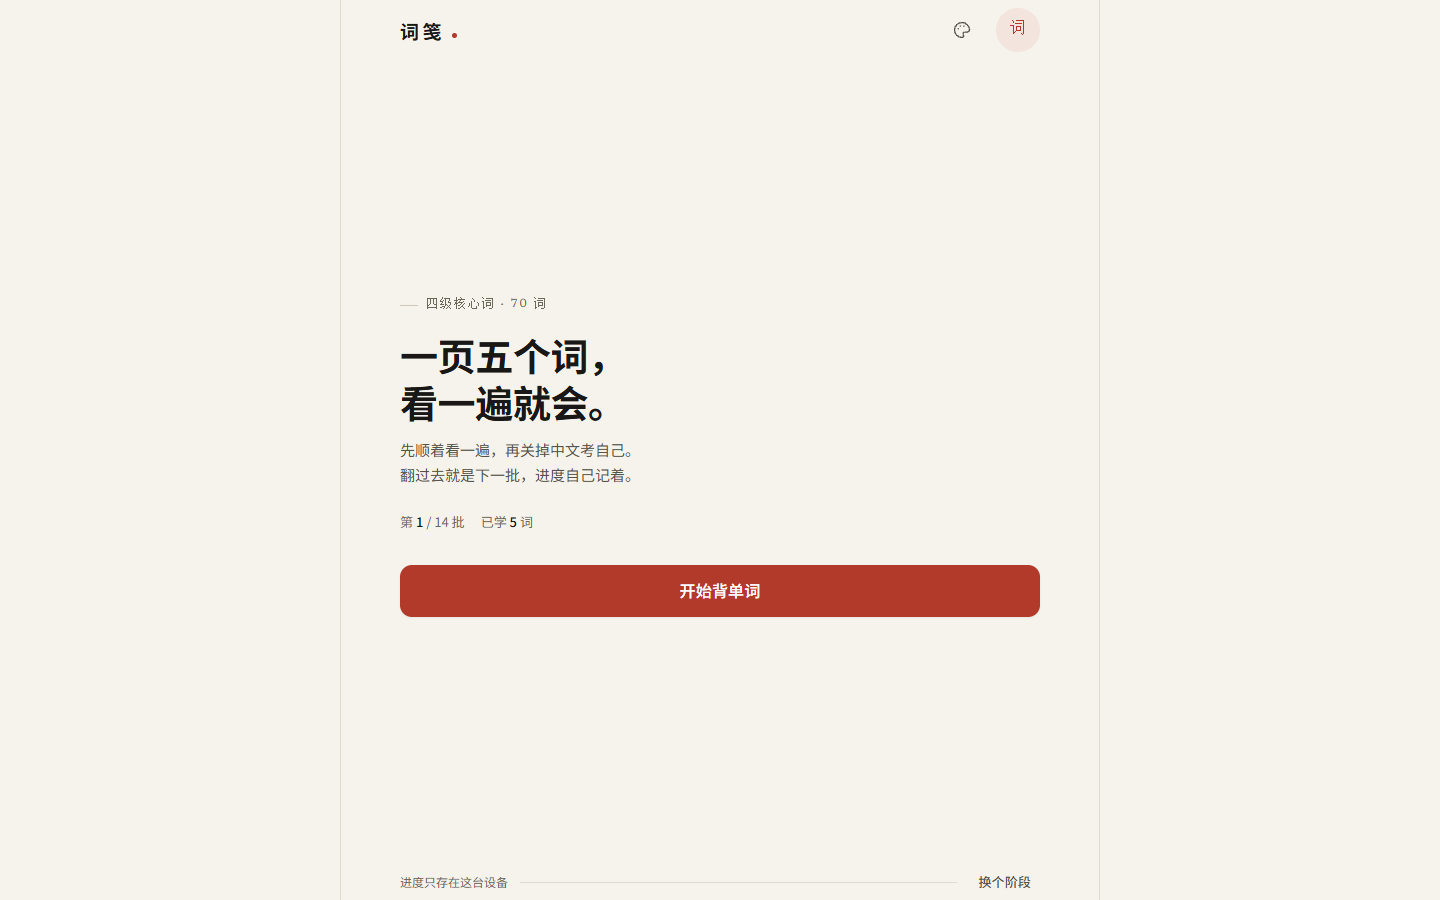 词笺
词
四级核心词 · 70 词
一页五个词，
看一遍就会。
先顺着看一遍，再关掉中文考自己。
翻过去就是下一批，进度自己记着。
第 1 / 14 批 已学 5 词
开始背单词
进度只存在这台设备
换个阶段